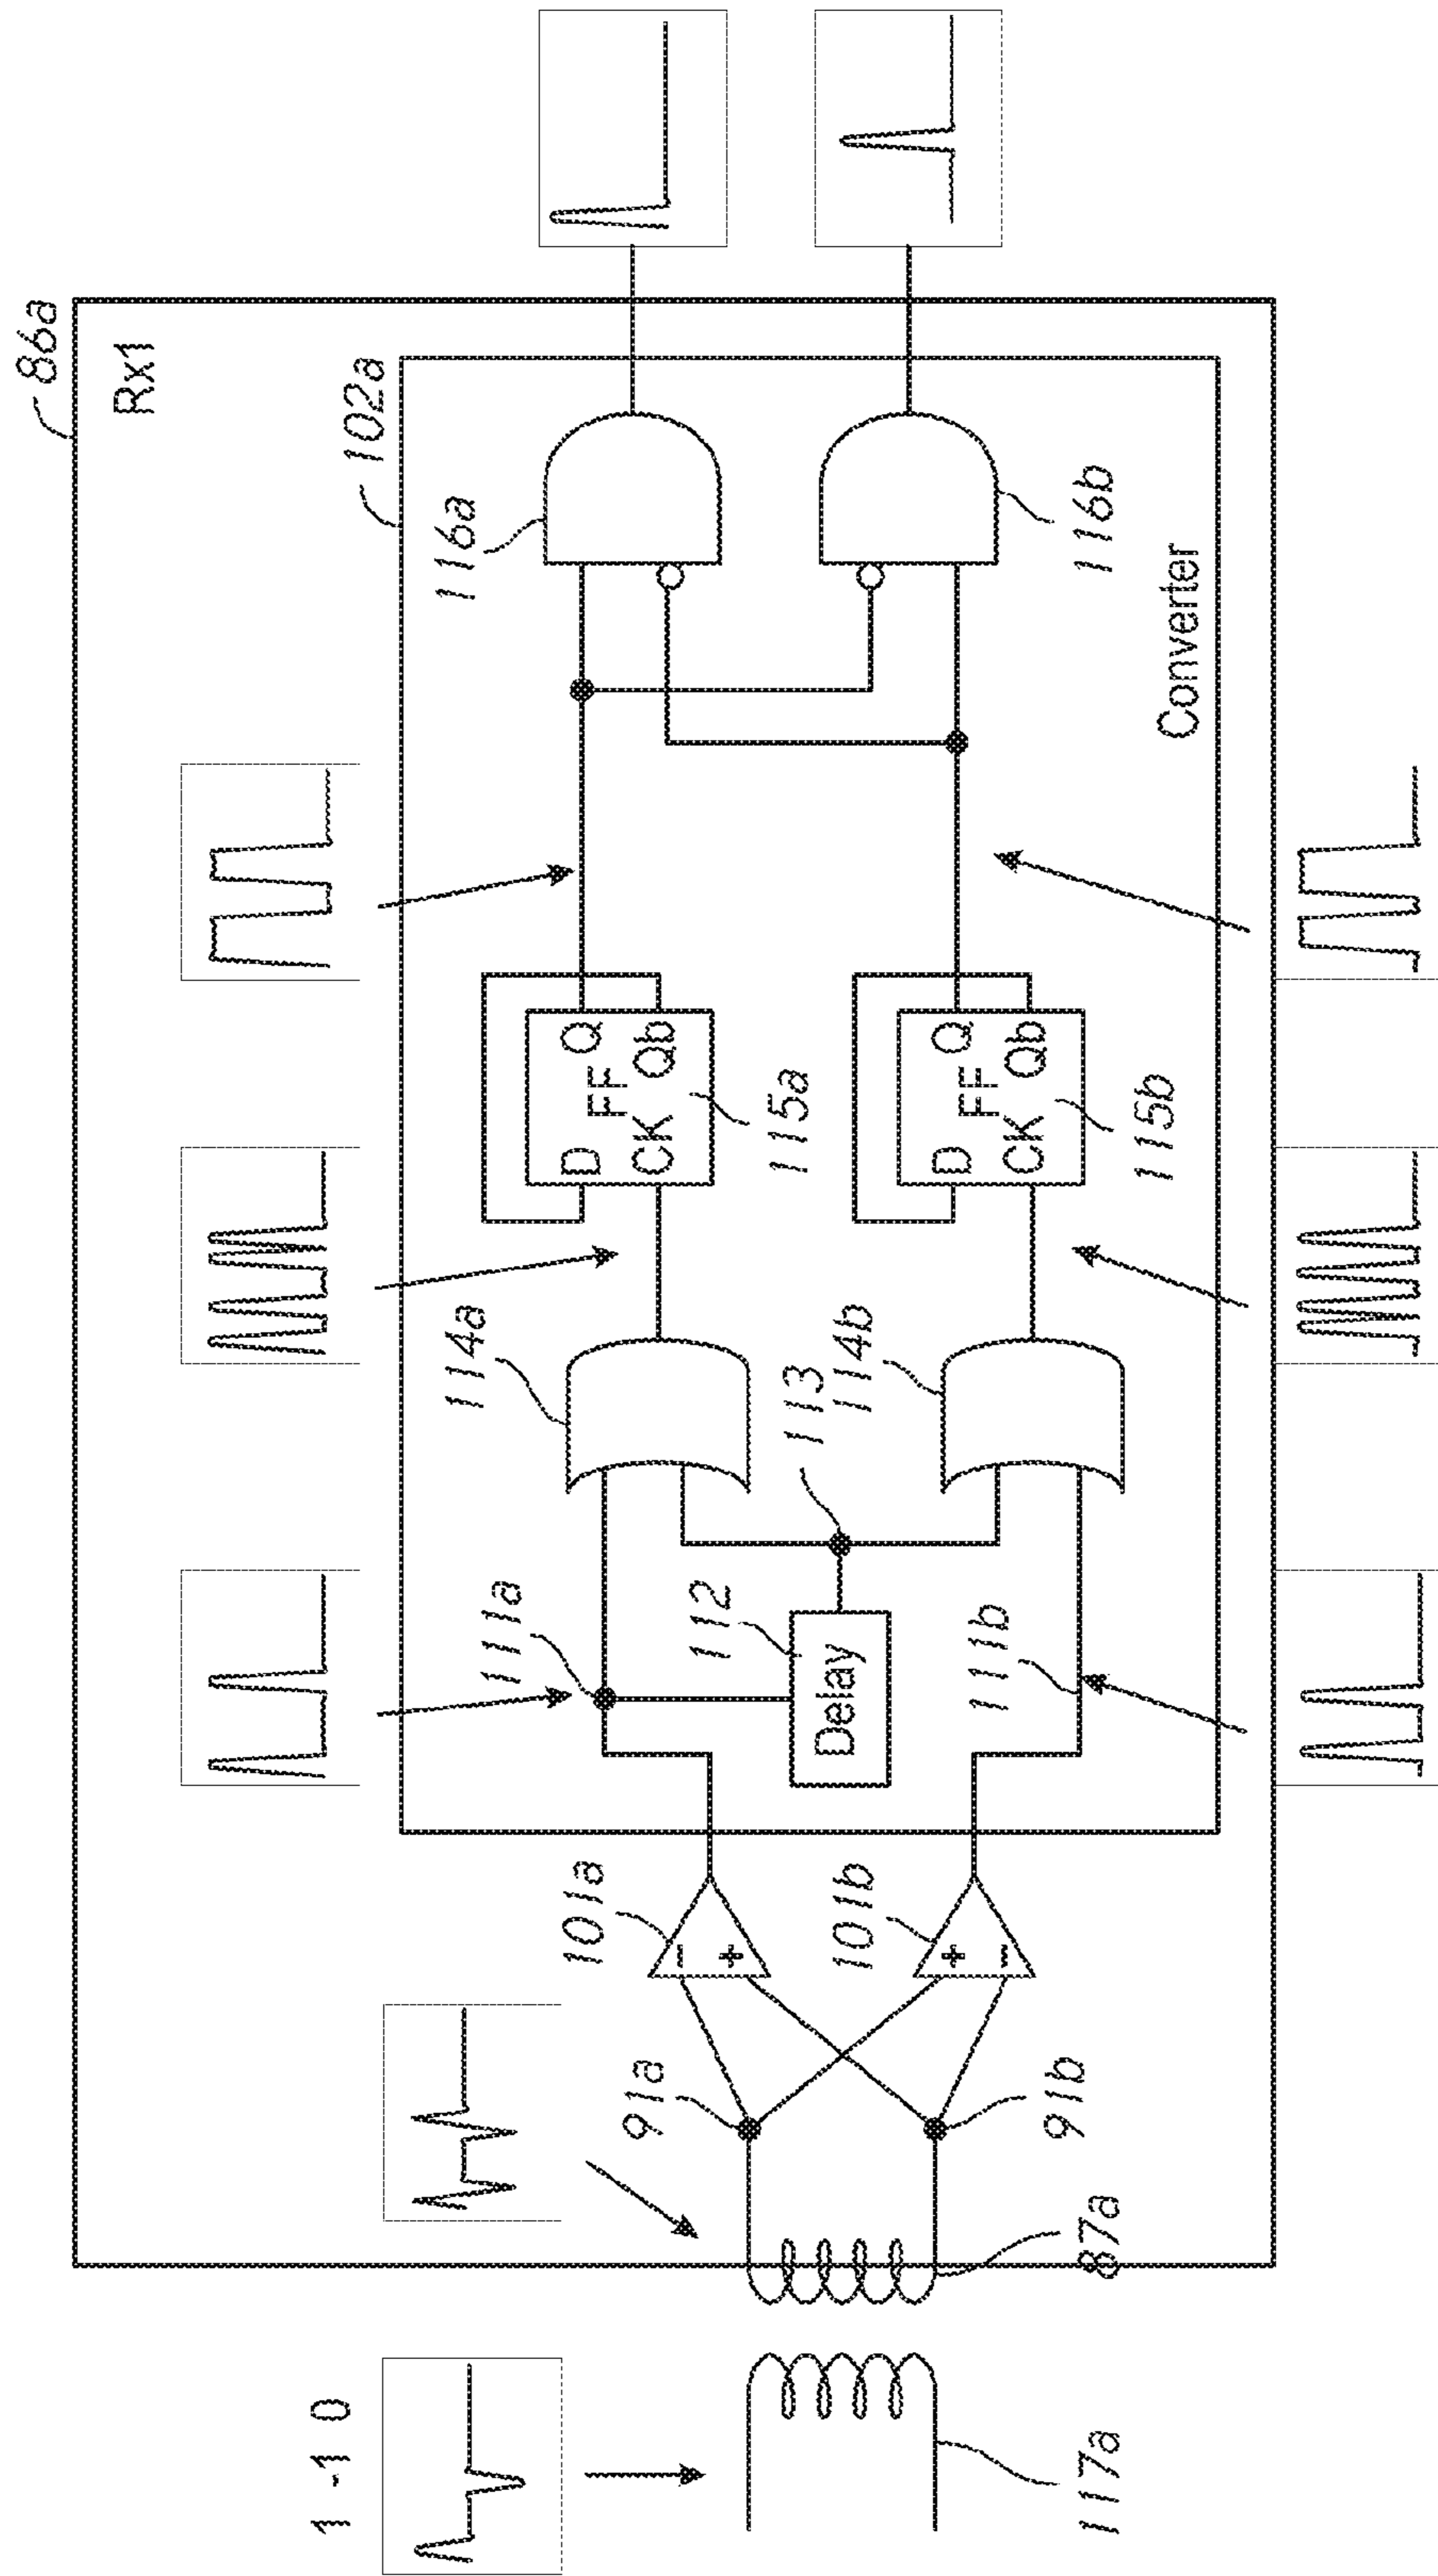 86a
Rx1
102a
116a
116b
Converter
D
Q
FF
CK
Qb
115a
D
Q
FF
CK
Qb
115b
114a
113
114b
111a
112
Delay
111b
101a
-
+
101b
+
-
91a
91b
87a
1 -1 0
117a